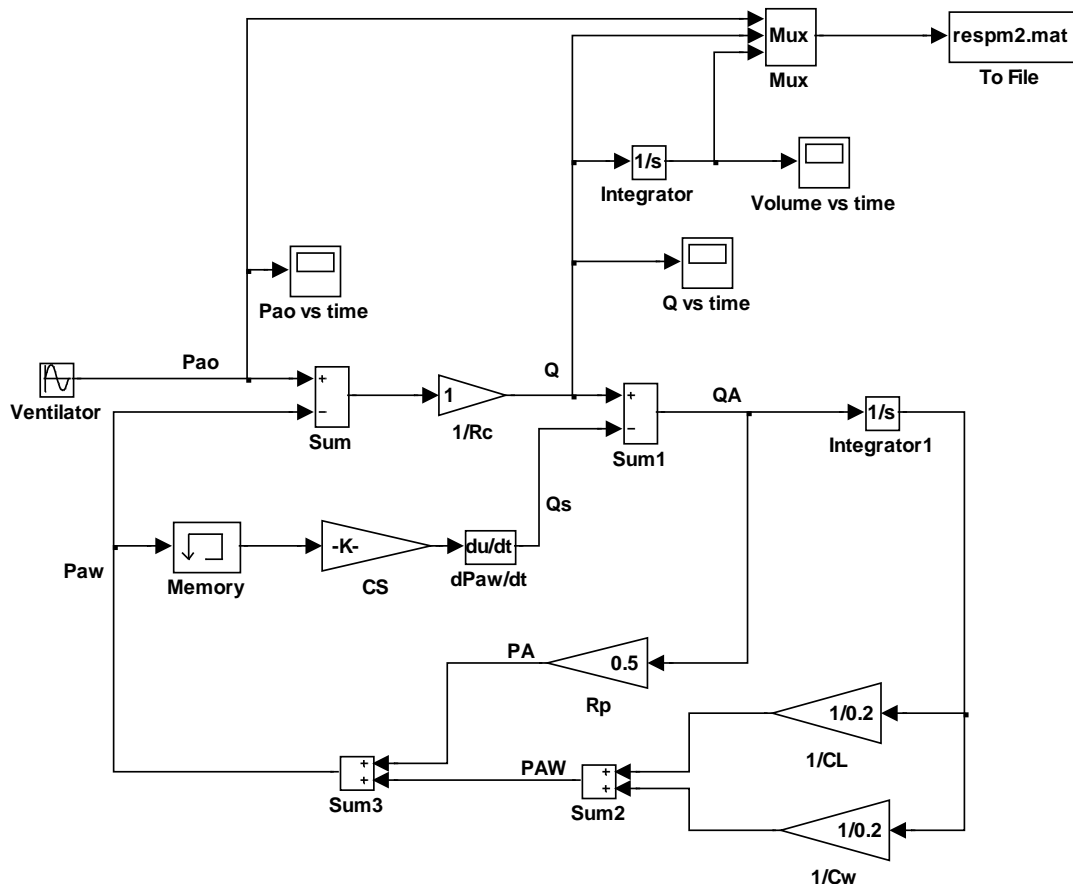 Mux
respm2.mat
Mux
To File
1/s
Integrator
Volume vs time
Pao vs time
Q vs time
Pao
Ventilator
+
−
Sum
1
1/Rc
Q
+
−
Sum1
QA
1/s
Integrator1
Qs
Paw
Memory
-K-
CS
du/dt
dPaw/dt
PA
0.5
Rp
1/0.2
1/CL
+
+
Sum3
PAW
+
+
Sum2
1/0.2
1/Cw